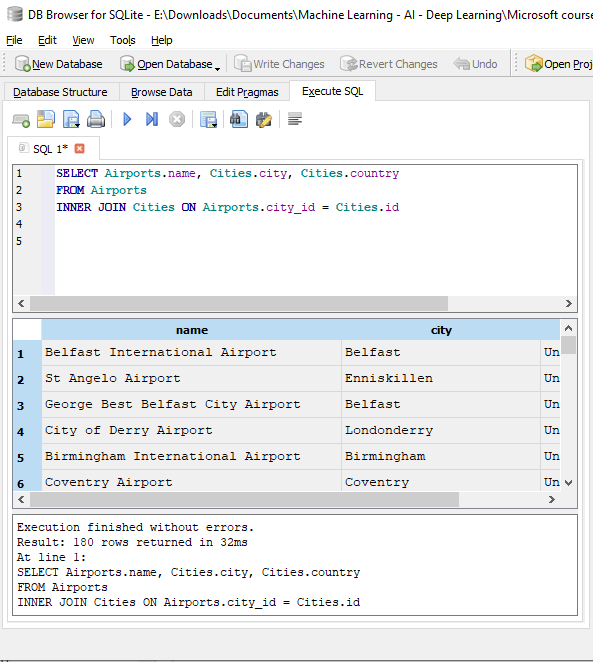 DB Browser for SQLite - E:\Downloads\Documents\Machine Learning - AI - Deep Learning\Microsoft course
File Edit View Tools Help
New Database Open Database Write Changes Revert Changes Undo Open Proj
Database Structure Browse Data Edit Pragmas Execute SQL
SQL 1*
1 SELECT Airports.name, Cities.city, Cities.country
2 FROM Airports
3 INNER JOIN Cities ON Airports.city_id = Cities.id
4
5
name city
1 Belfast International Airport Belfast Un
2 St Angelo Airport Enniskillen Un
3 George Best Belfast City Airport Belfast Un
4 City of Derry Airport Londonderry Un
5 Birmingham International Airport Birmingham Un
6 Coventry Airport Coventry Un
Execution finished without errors.
Result: 180 rows returned in 32ms
At line 1:
SELECT Airports.name, Cities.city, Cities.country
FROM Airports
INNER JOIN Cities ON Airports.city_id = Cities.id